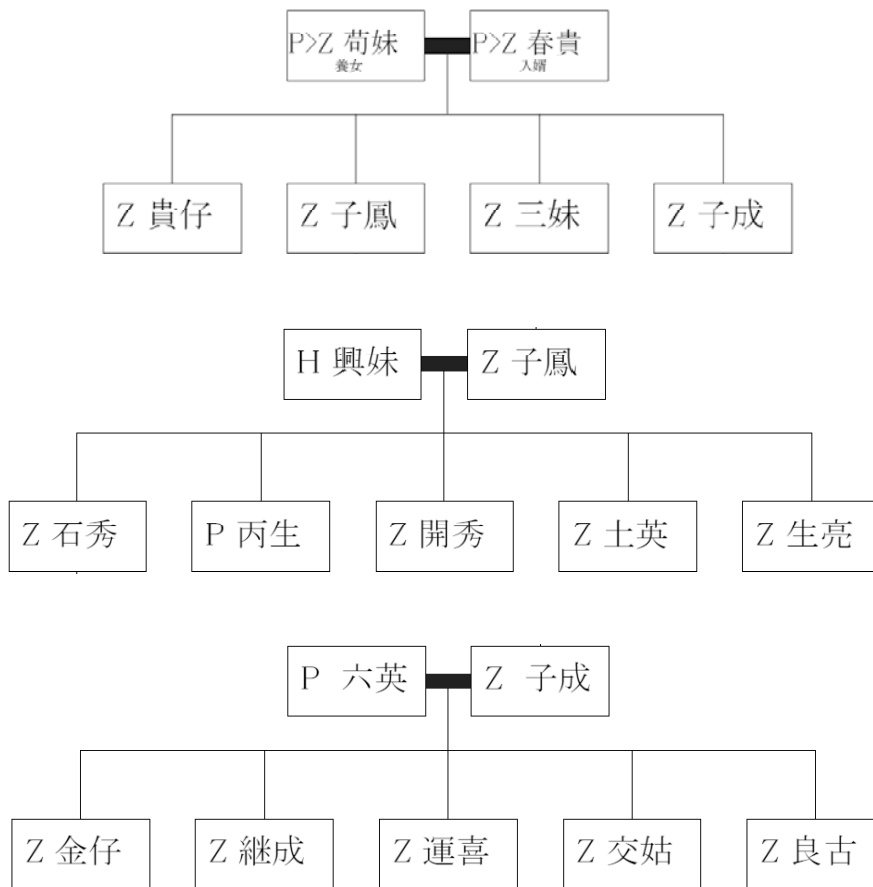 P>Z 苟妹
養女
P>Z 春貴
入婿
Z 貴仔
Z 子鳳
Z 三妹
Z 子成
H 興妹
Z 子鳳
Z 石秀
P 丙生
Z 開秀
Z 土英
Z 生亮
P 六英
Z 子成
Z 金仔
Z 継成
Z 運喜
Z 交姑
Z 良古